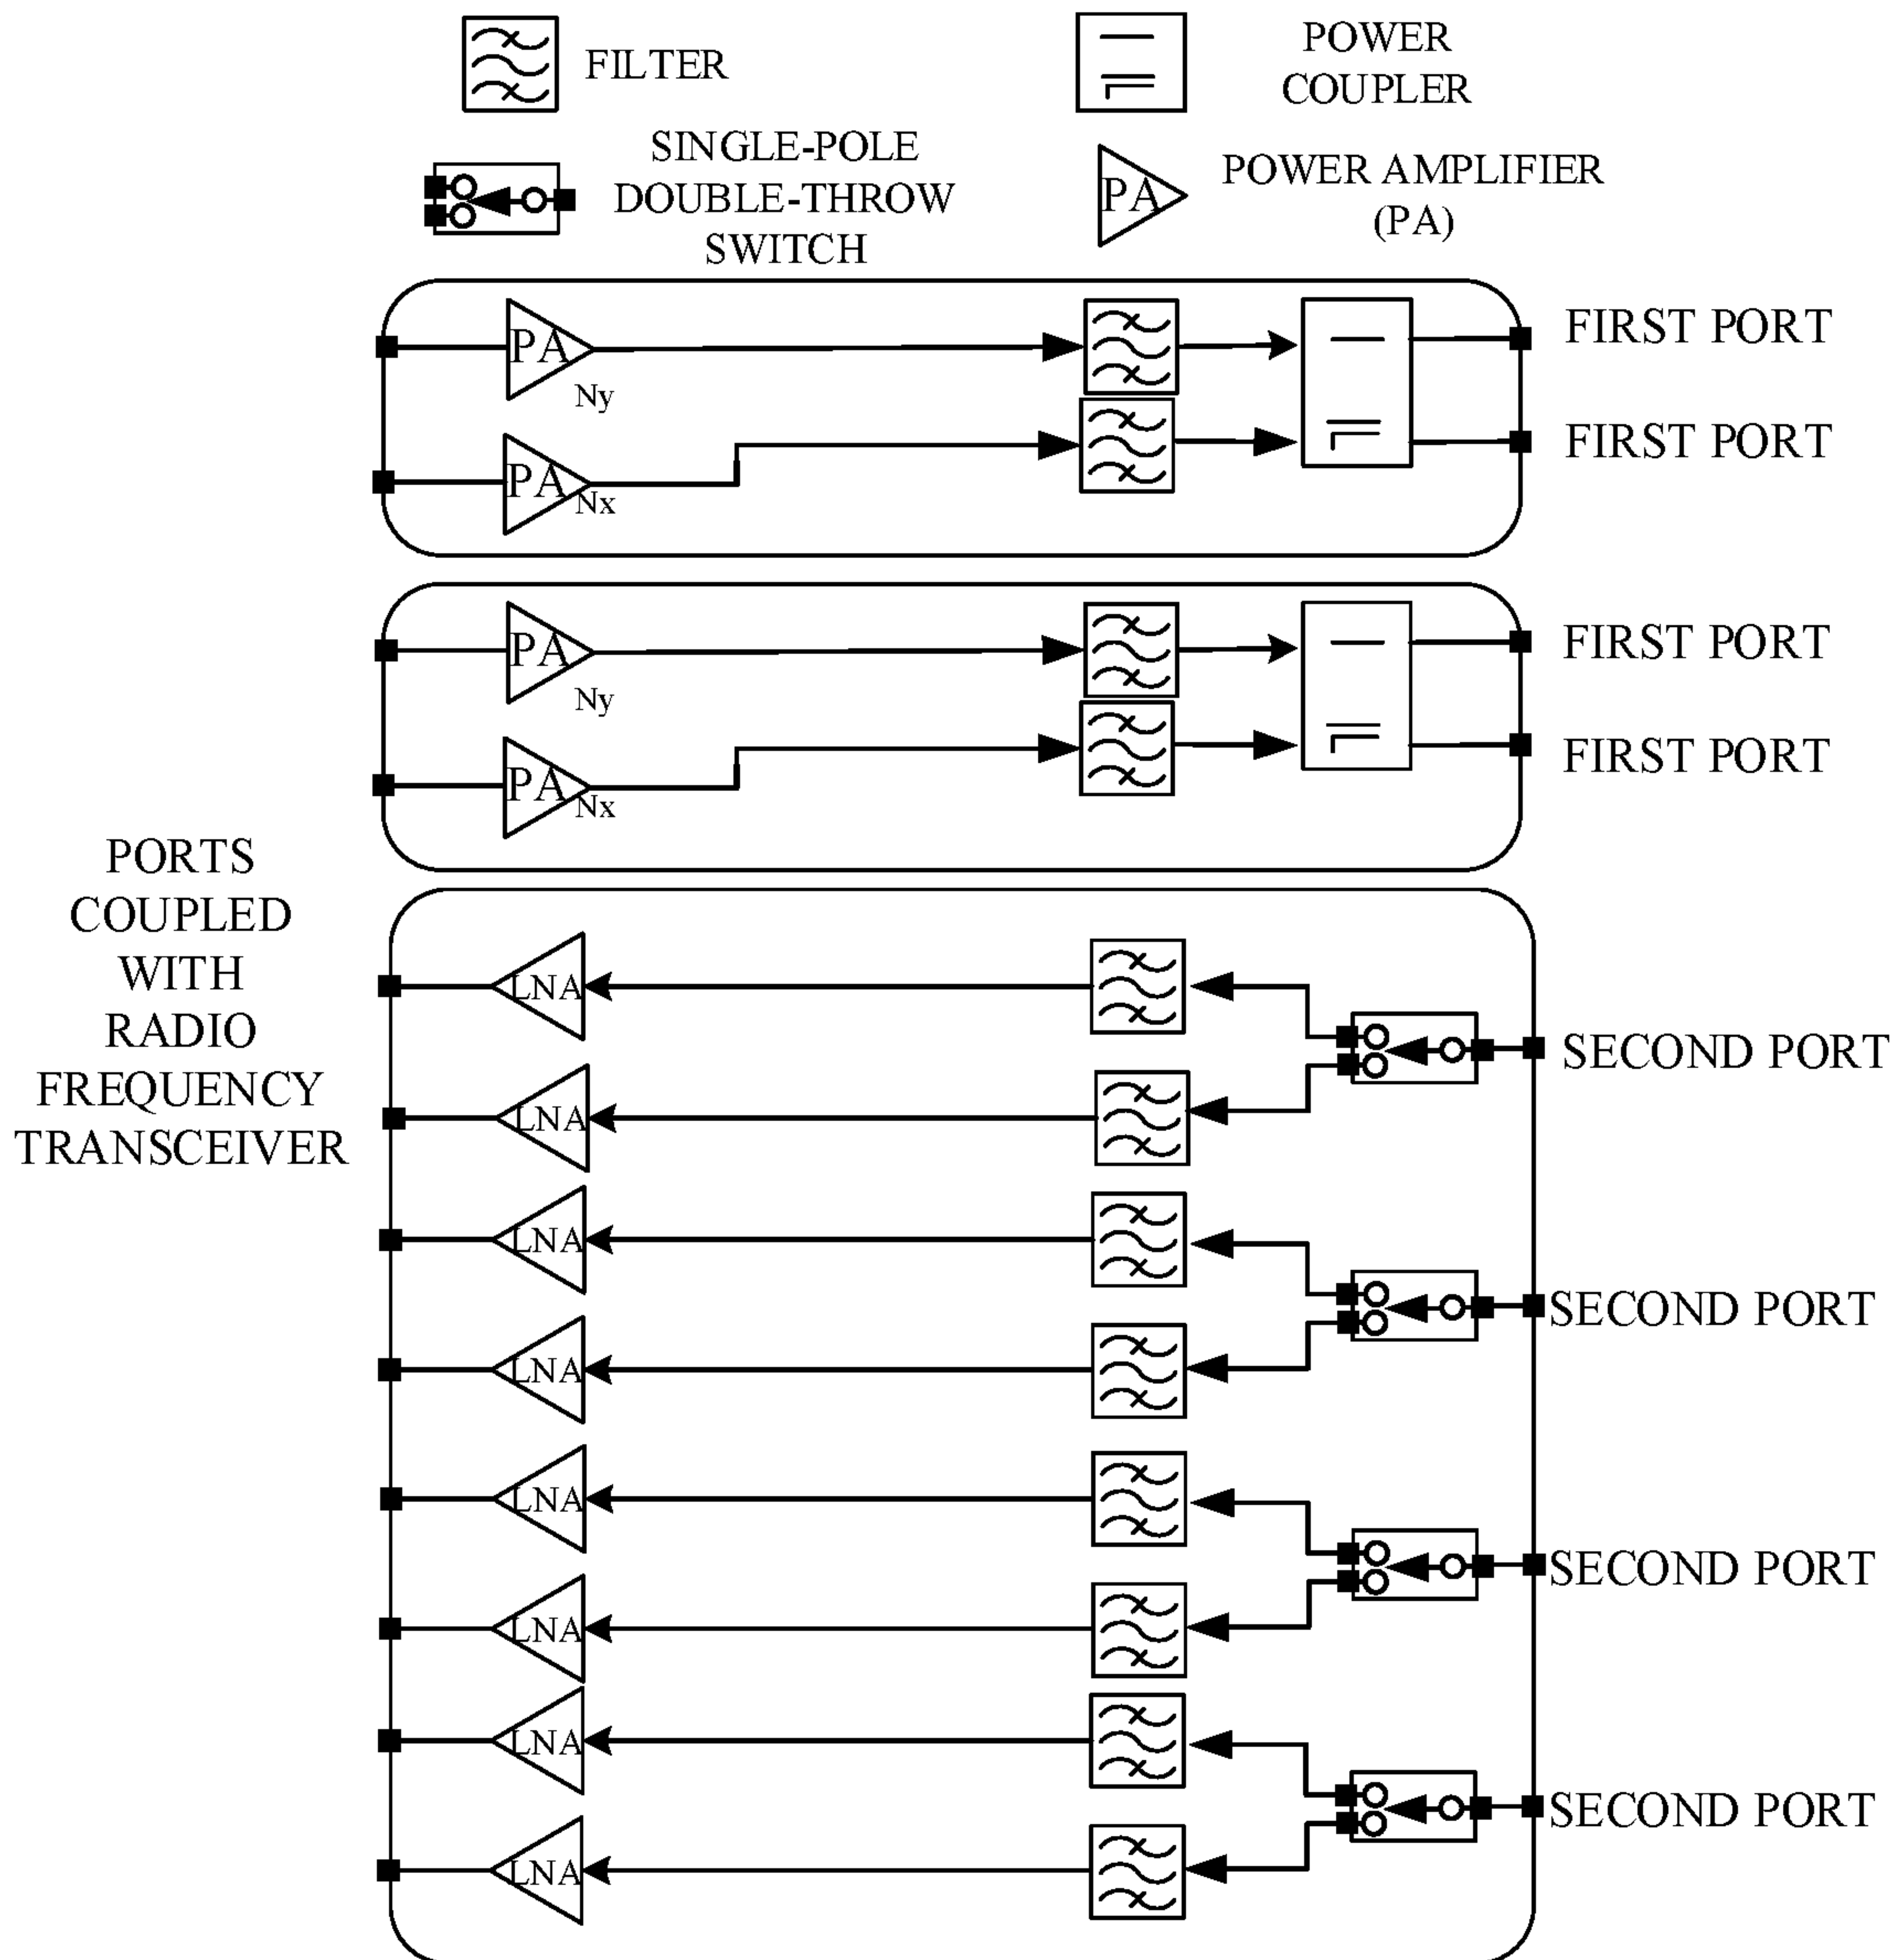 FILTER
POWER
COUPLER
SINGLE-POLE
DOUBLE-THROW
SWITCH
PA
POWER AMPLIFIER
(PA)
PA
Ny
FIRST PORT
PA
Nx
FIRST PORT
PA
Ny
FIRST PORT
PA
Nx
FIRST PORT
PORTS
COUPLED
WITH
RADIO
FREQUENCY
TRANSCEIVER
LNA
SECOND PORT
LNA
LNA
SECOND PORT
LNA
LNA
SECOND PORT
LNA
LNA
SECOND PORT
LNA